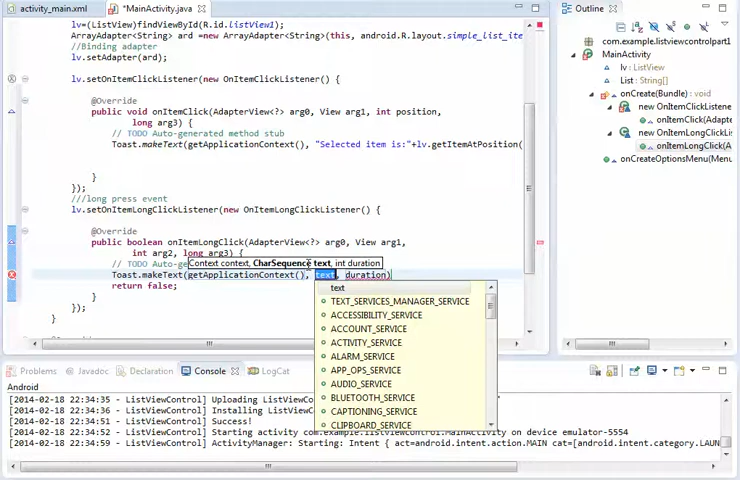 activity_main.xml
*MainActivity.java
lv=(ListView)findViewById(R.id.listView1);
ArrayAdapter<String> ard =new ArrayAdapter<String>(this, android.R.layout.simple_list_ite
//Binding adapter
lv.setAdapter(ard);
lv.setOnItemClickListener(new OnItemClickListener() {
@Override
public void onItemClick(AdapterView<?> arg0, View arg1, int position,
long arg3) {
// TODO Auto-generated method stub
Toast.makeText(getApplicationContext(), "Selected item is:"+lv.getItemAtPosition(
}
});
///long press event
lv.setOnItemLongClickListener(new OnItemLongClickListener() {
@Override
public boolean onItemLongClick(AdapterView<?> arg0, View arg1,
int arg2, long arg3) {
// TODO Auto-ge
Context context, CharSequence text, int duration
Toast.makeText(getApplicationContext(), text, duration)
return false;
}
});
}
text
TEXT_SERVICES_MANAGER_SERVICE
ACCESSIBILITY_SERVICE
ACCOUNT_SERVICE
ACTIVITY_SERVICE
ALARM_SERVICE
APP_OPS_SERVICE
AUDIO_SERVICE
BLUETOOTH_SERVICE
CAPTIONING_SERVICE
CLIPBOARD_SERVICE
Outline
com.example.listviewcontrolpart1
MainActivity
lv : ListView
List : String[]
onCreate(Bundle) : void
new OnItemClickListene
onItemClick(Adapte
new OnItemLongClickLi
onItemLongClick(A
onCreateOptionsMenu(Menu
Problems
Javadoc
Declaration
Console
LogCat
Android
[2014-02-18 22:34:35 - ListViewControl] Uploading
[2014-02-18 22:34:36 - ListViewControl] Installing
[2014-02-18 22:34:51 - ListViewControl] Success!
[2014-02-18 22:34:52 - ListViewControl] Starting activity com.example.listviewcontrolpart1.MainActivity on device emulator-5554
[2014-02-18 22:34:59 - ListViewControl] ActivityManager: Starting: Intent { act=android.intent.action.MAIN cat=[android.intent.category.LAUN